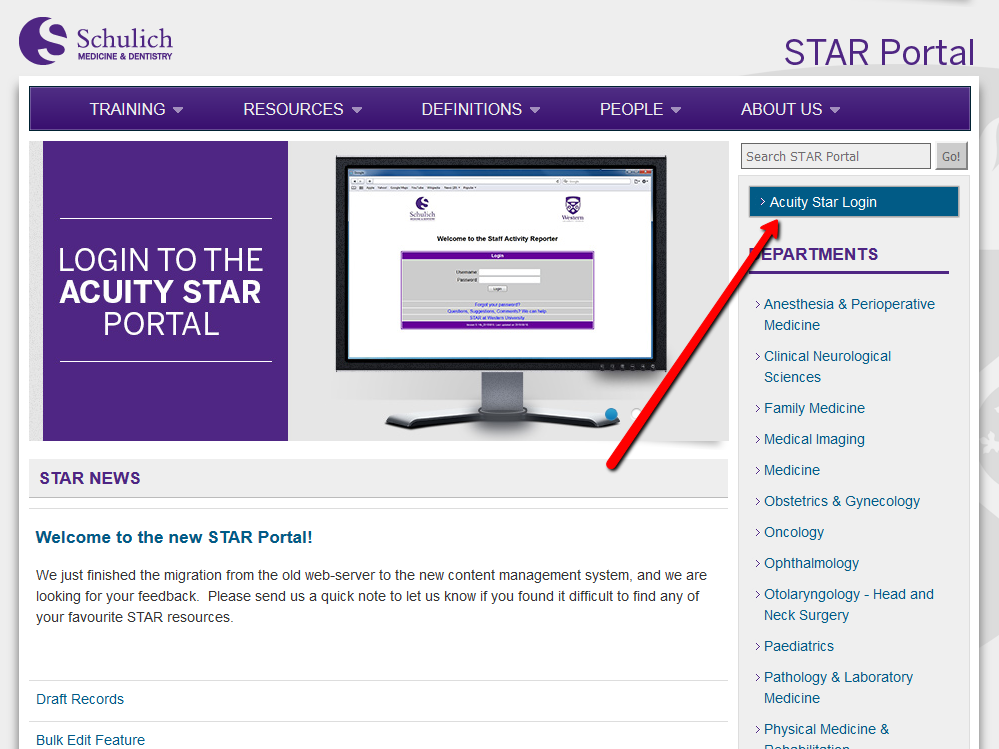 Schulich
MEDICINE & DENTISTRY
STAR Portal
TRAINING
RESOURCES
DEFINITIONS
PEOPLE
ABOUT US
LOGIN TO THE
ACUITY STAR
PORTAL
Schulich
Western
Welcome to the Staff Activity Reporter
Login
Username
Password
Login
Forgot your password?
Questions, Suggestions, Comments? We can help
STAR at Western University
Search STAR Portal
Go!
› Acuity Star Login
DEPARTMENTS
› Anesthesia & Perioperative
Medicine
› Clinical Neurological
Sciences
› Family Medicine
› Medical Imaging
› Medicine
› Obstetrics & Gynecology
› Oncology
› Ophthalmology
› Otolaryngology - Head and
Neck Surgery
› Paediatrics
› Pathology & Laboratory
Medicine
› Physical Medicine &
Rehabilitation
STAR NEWS
Welcome to the new STAR Portal!
We just finished the migration from the old web-server to the new content management system, and we are
looking for your feedback.  Please send us a quick note to let us know if you found it difficult to find any of
your favourite STAR resources.
Draft Records
Bulk Edit Feature